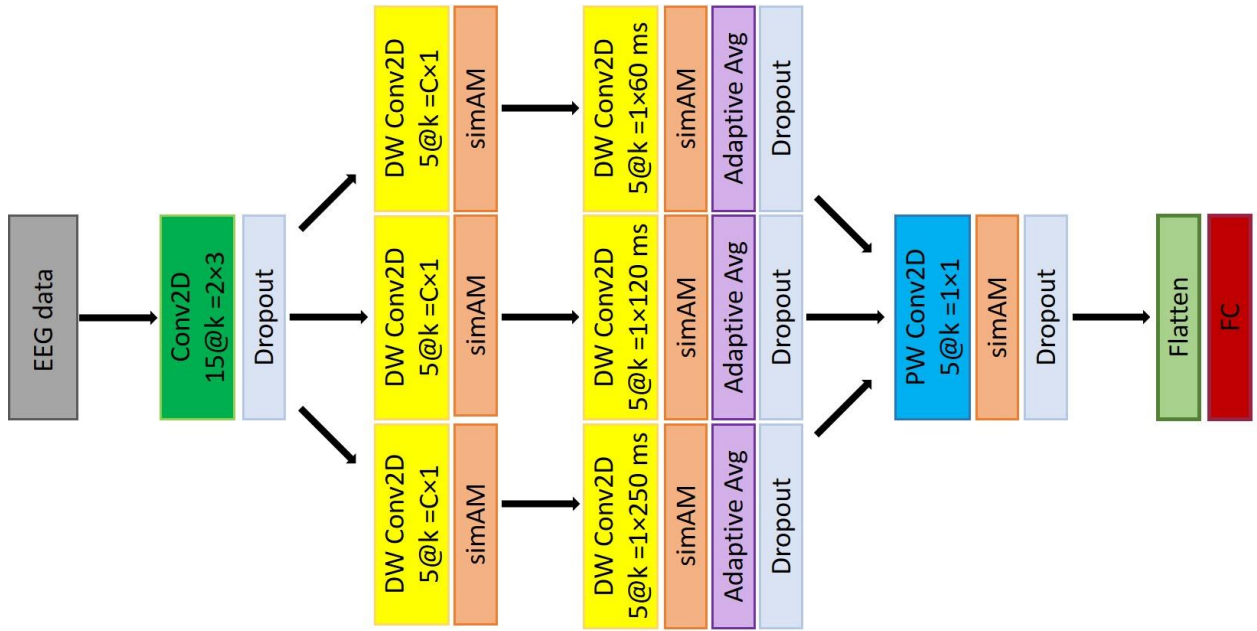 EEG data
Conv2D
15@k =2×3
Dropout
DW Conv2D
5@k =C×1
simAM
DW Conv2D
5@k =C×1
simAM
DW Conv2D
5@k =C×1
simAM
DW Conv2D
5@k =1×60 ms
simAM
Adaptive Avg
Dropout
DW Conv2D
5@k =1×120 ms
simAM
Adaptive Avg
Dropout
DW Conv2D
5@k =1×250 ms
simAM
Adaptive Avg
Dropout
PW Conv2D
5@k =1×1
simAM
Dropout
Flatten
FC